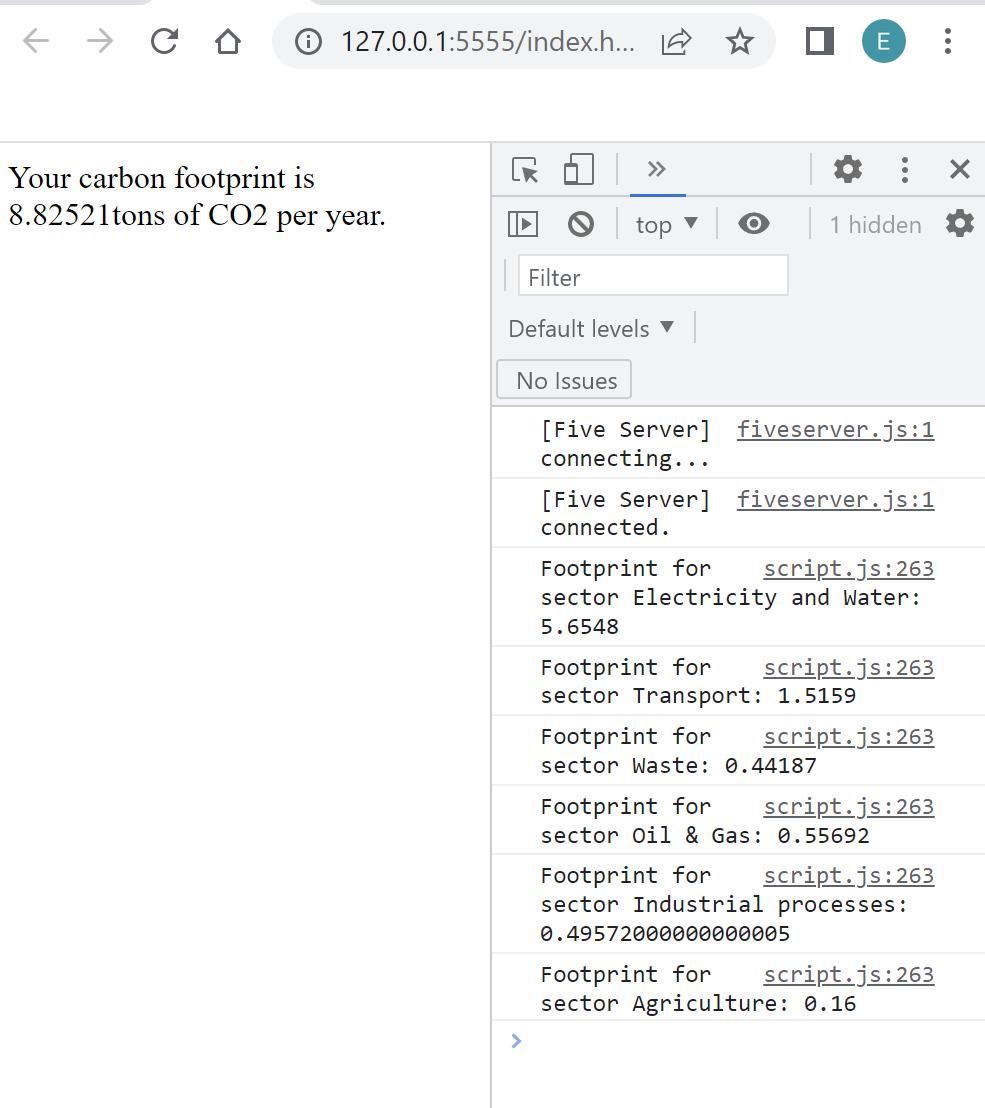 127.0.0.1:5555/index.h...
E
Your carbon footprint is
8.82521tons of CO2 per year.
top
1 hidden
Filter
Default levels
No Issues
[Five Server] fiveserver.js:1
connecting...
[Five Server] fiveserver.js:1
connected.
Footprint for script.js:263
sector Electricity and Water:
5.6548
Footprint for script.js:263
sector Transport: 1.5159
Footprint for script.js:263
sector Waste: 0.44187
Footprint for script.js:263
sector Oil & Gas: 0.55692
Footprint for script.js:263
sector Industrial processes:
0.49572000000000005
Footprint for script.js:263
sector Agriculture: 0.16